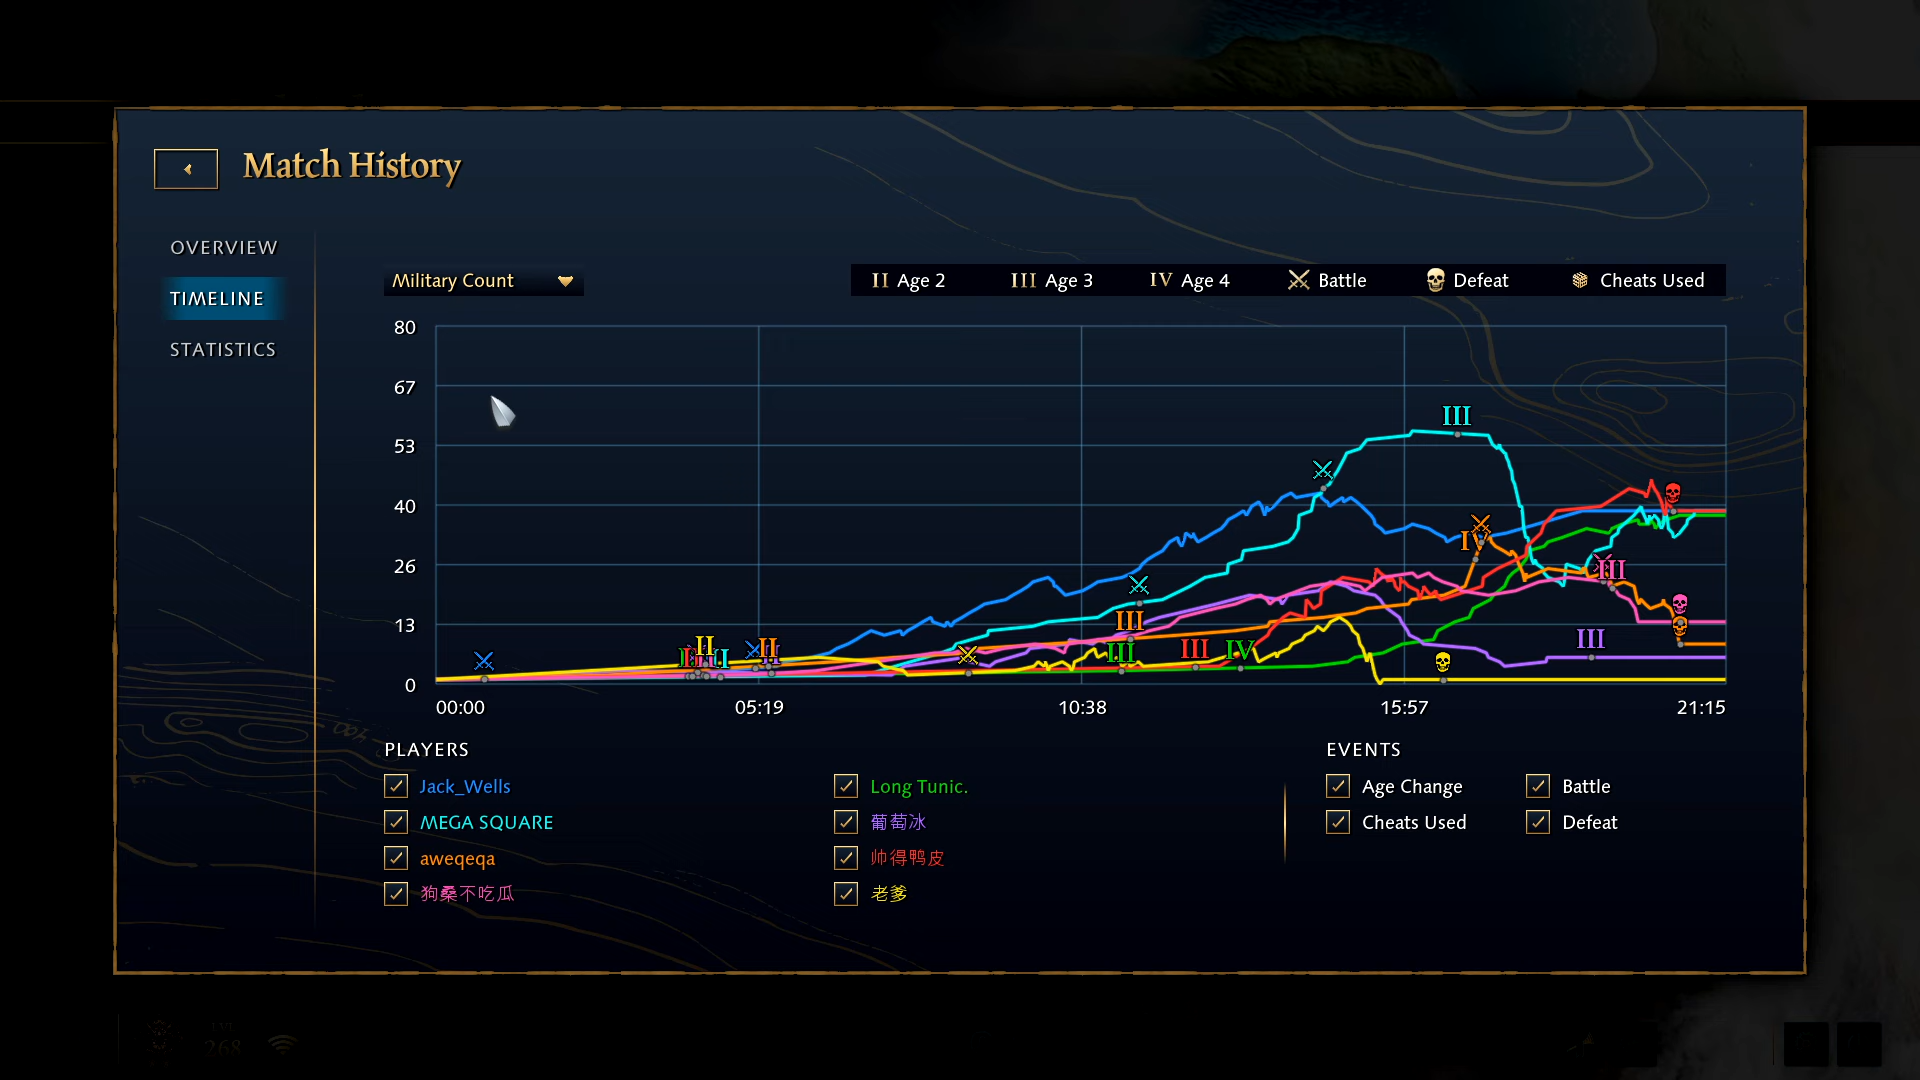 Match History
OVERVIEW
TIMELINE
STATISTICS
Military Count
II Age 2
III Age 3
IV Age 4
Battle
Defeat
Cheats Used
80
67
53
40
26
13
0
III
IV
III
III
III
III
III
IV
II
II
00:00
05:19
10:38
15:57
21:15
PLAYERS
Jack_Wells
MEGA SQUARE
aweqeqa
狗桑不吃瓜
Long Tunic.
葡萄冰
帅得鸭皮
老爹
EVENTS
Age Change
Battle
Cheats Used
Defeat
268